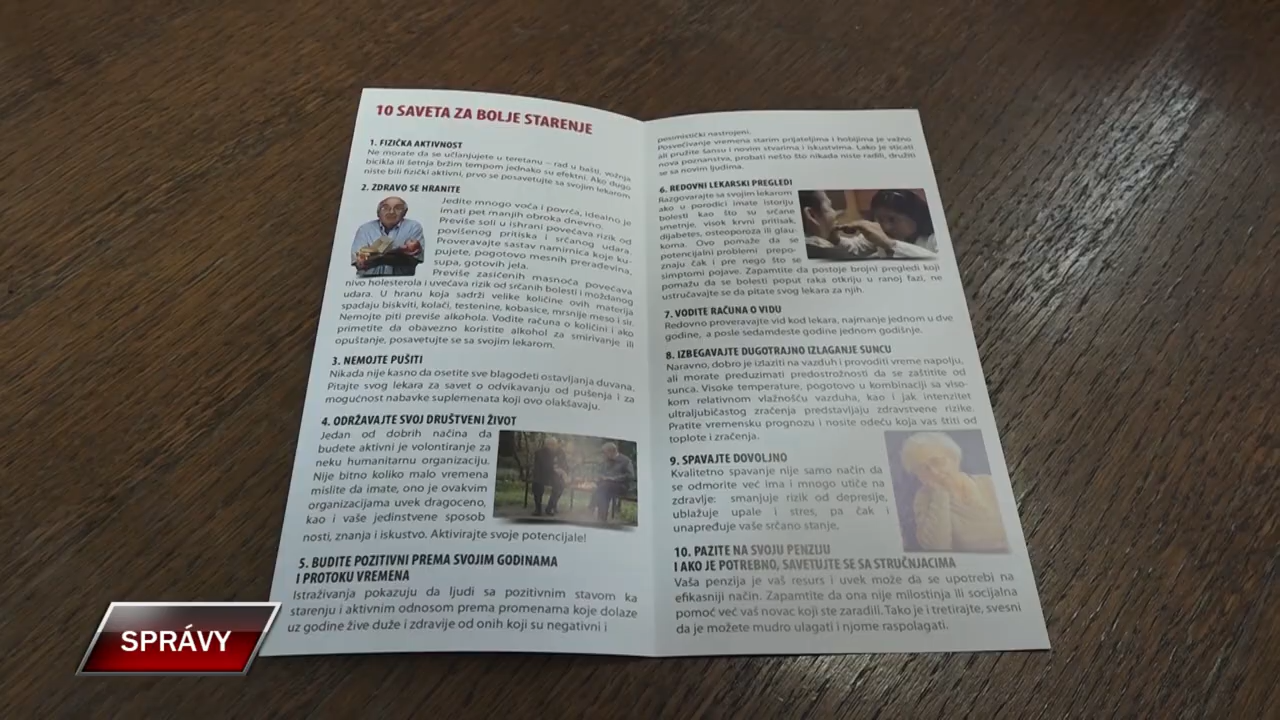 10 SAVETA ZA BOLJE STARENJE
1. FIZIČKA AKTIVNOST
Ne morate da se učlanjujete u teretanu – rad u bašti, vožnja
bicikla ili šetnja bržim tempom jednako su efektni. Ako dugo
niste bili fizički aktivni, prvo se posavetujte sa svojim lekarom
2. ZDRAVO SE HRANITE
Jedite mnogo voća i povrća, idealno je
imati pet manjih obroka dnevno.
Previše soli u ishrani povećava rizik od
povišenog pritiska i srčanog udara.
Proveravajte sastav namirnica koje ku-
pujete, pogotovo mesnih prerađevina,
supa, gotovih jela.
Previše zasićenih masnoća povećava
nivo holesterola i uvećava rizik od srčanih bolesti i moždanog
udara. U hranu koja sadrži velike količine ovih materija
spadaju biskviti, kolači, testenine, kobasice, mrsnije meso i sir.
Nemojte piti previše alkohola. Vodite računa o količini i ako
primetite da obavezno koristite alkohol za smirivanje ili
opuštanje, posavetujte se sa svojim lekarom.
3. NEMOJTE PUŠITI
Nikada nije kasno da osetite sve blagodeti ostavljanja duvana.
Pitajte svog lekara za savet o odvikavanju od pušenja i za
mogućnost nabavke suplemenata koji ovo olakšavaju.
4. ODRŽAVAJTE SVOJ DRUŠTVENI ŽIVOT
Jedan od dobrih načina da
budete aktivni je volontiranje za
neku humanitarnu organizaciju.
Nije bitno koliko malo vremena
mislite da imate, ono je ovakvim
organizacijama uvek dragoceno,
kao i vaše jedinstvene sposob
nosti, znanja i iskustvo. Aktivirajte svoje potencijale!
5. BUDITE POZITIVNI PREMA SVOJIM GODINAMA
I PROTOKU VREMENA
Istraživanja pokazuju da ljudi sa pozitivnim stavom ka
starenju i aktivnim odnosom prema promenama koje dolaze
uz godine žive duže i zdravije od onih koji su negativni i
pesimistički nastrojeni.
Posvećivanje vremena starim prijateljima i hobijima je važno
ali pružite šansu i novim stvarima i iskustvima. Lako je sticati
nova poznanstva, probati nešto što nikada niste radili, družiti
se sa novim ljudima.
6. REDOVNI LEKARSKI PREGLEDI
Razgovarajte sa svojim lekarom
ako u porodici imate istoriju
bolesti kao što su srčane
smetnje, visok krvni pritisak,
dijabetes, osteoporoza ili glau-
koma. Ovo pomaže da se
potencijalni problemi prepo-
znaju čak i pre nego što se
simptomi pojave. Zapamtite da postoje brojni pregledi koji
pomažu da se bolesti poput raka otkriju u ranoj fazi, ne
ustručavajte se da pitate svog lekara za njih.
7. VODITE RAČUNA O VIDU
Redovno proveravajte vid kod lekara, najmanje jednom u dve
godine, a posle sedamdeste godine jednom godišnje.
8. IZBEGAVAJTE DUGOTRAJNO IZLAGANJE SUNCU
Naravno, dobro je izlaziti na vazduh i provoditi vreme napolju,
ali morate preduzimati predostrožnosti da se zaštitite od
sunca. Visoke temperature, pogotovo u kombinaciji sa viso-
kom relativnom vlažnošću vazduha, kao i jak intenzitet
ultraljubičastog zračenja predstavljaju zdravstvene rizike.
Pratite vremensku prognozu i nosite odeću koja vas štiti od
toplote i zračenja.
9. SPAVAJTE DOVOLJNO
Kvalitetno spavanje nije samo način da
se odmorite već ima i mnogo utiče na
zdravlje: smanjuje rizik od depresije,
ublažuje upale i stres, pa čak i
unapređuje vaše srčano stanje.
10. PAZITE NA SVOJU PENZIJU
I AKO JE POTREBNO, SAVETUJTE SE SA STRUČNJACIMA
Vaša penzija je vaš resurs i uvek može da se upotrebi na
efikasniji način. Zapamtite da ona nije milostinja ili socijalna
pomoć već vaš novac koji ste zaradili. Tako je i tretirajte, svesni
da je možete mudro ulagati i njome raspolagati.
SPRÁVY